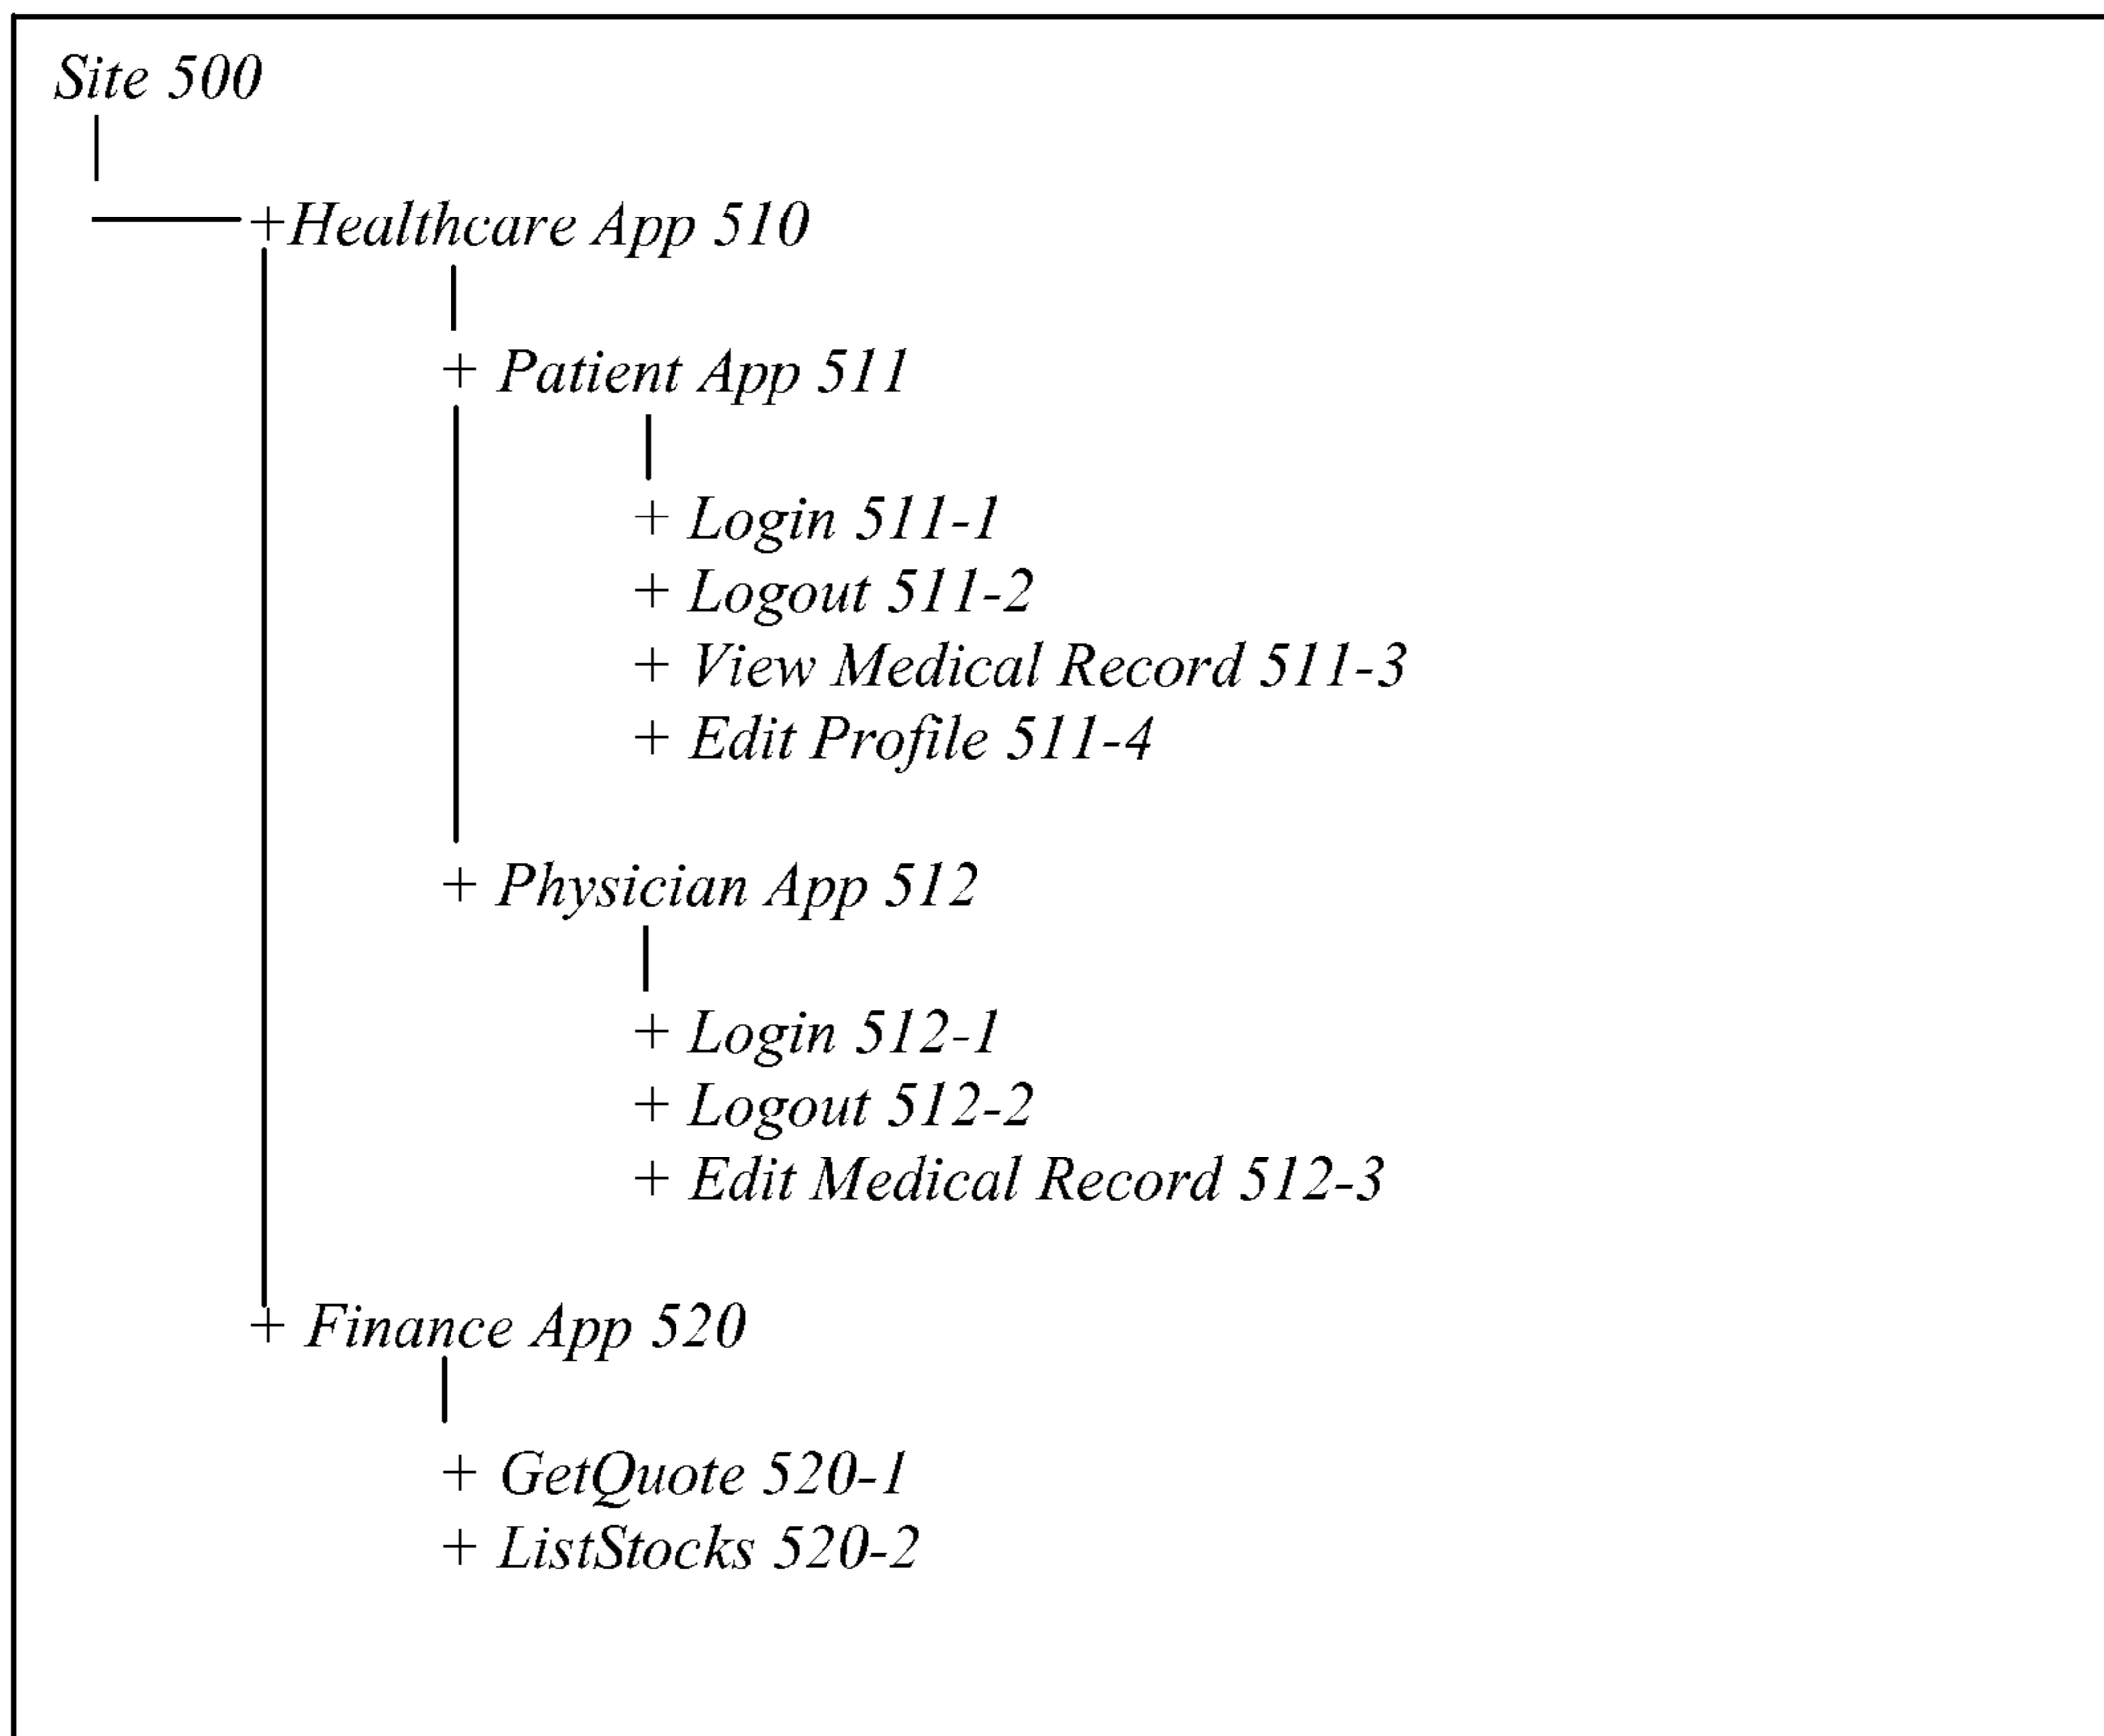 Site 500
+Healthcare App 510
+ Patient App 511
+ Login 511-1
+ Logout 511-2
+ View Medical Record 511-3
+ Edit Profile 511-4
+ Physician App 512
+ Login 512-1
+ Logout 512-2
+ Edit Medical Record 512-3
+ Finance App 520
+ GetQuote 520-1
+ ListStocks 520-2